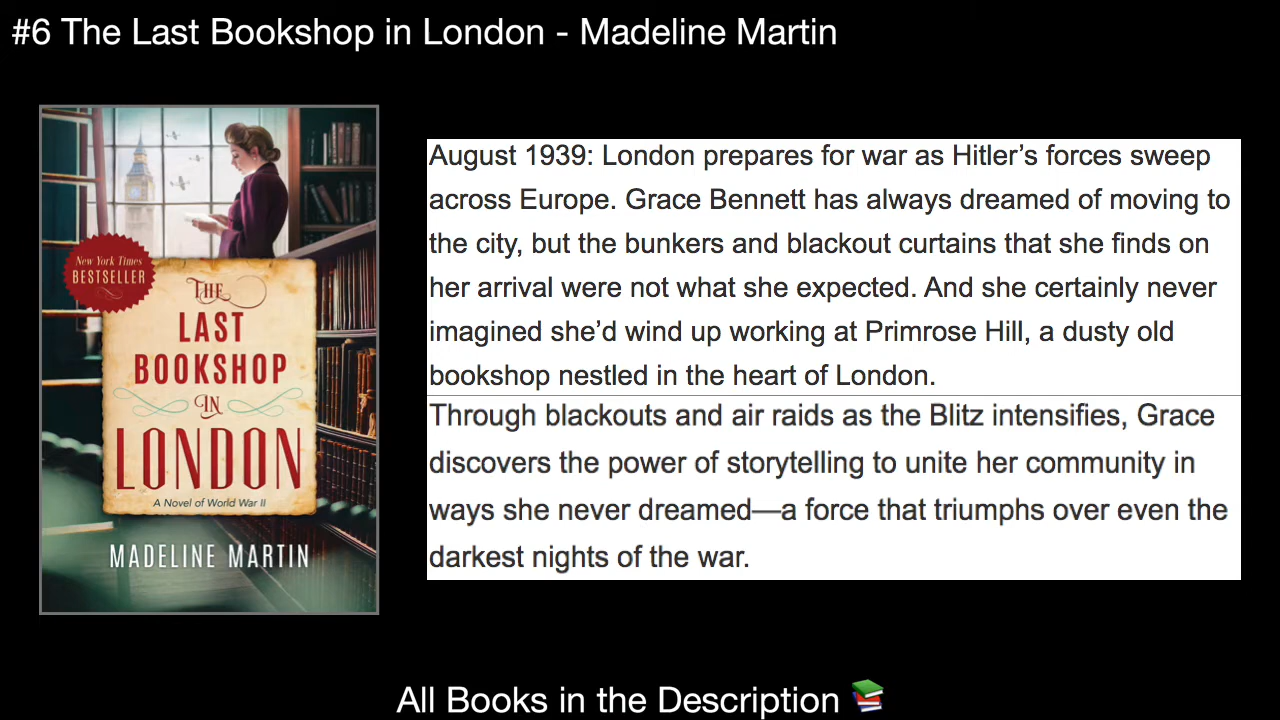 #6 The Last Bookshop in London - Madeline Martin
New York Times
BESTSELLER
THE
LAST
BOOKSHOP
IN
LONDON
A Novel of World War II
MADELINE MARTIN
August 1939: London prepares for war as Hitler’s forces sweep
across Europe. Grace Bennett has always dreamed of moving to
the city, but the bunkers and blackout curtains that she finds on
her arrival were not what she expected. And she certainly never
imagined she’d wind up working at Primrose Hill, a dusty old
bookshop nestled in the heart of London.
Through blackouts and air raids as the Blitz intensifies, Grace
discovers the power of storytelling to unite her community in
ways she never dreamed—a force that triumphs over even the
darkest nights of the war.
All Books in the Description 📚